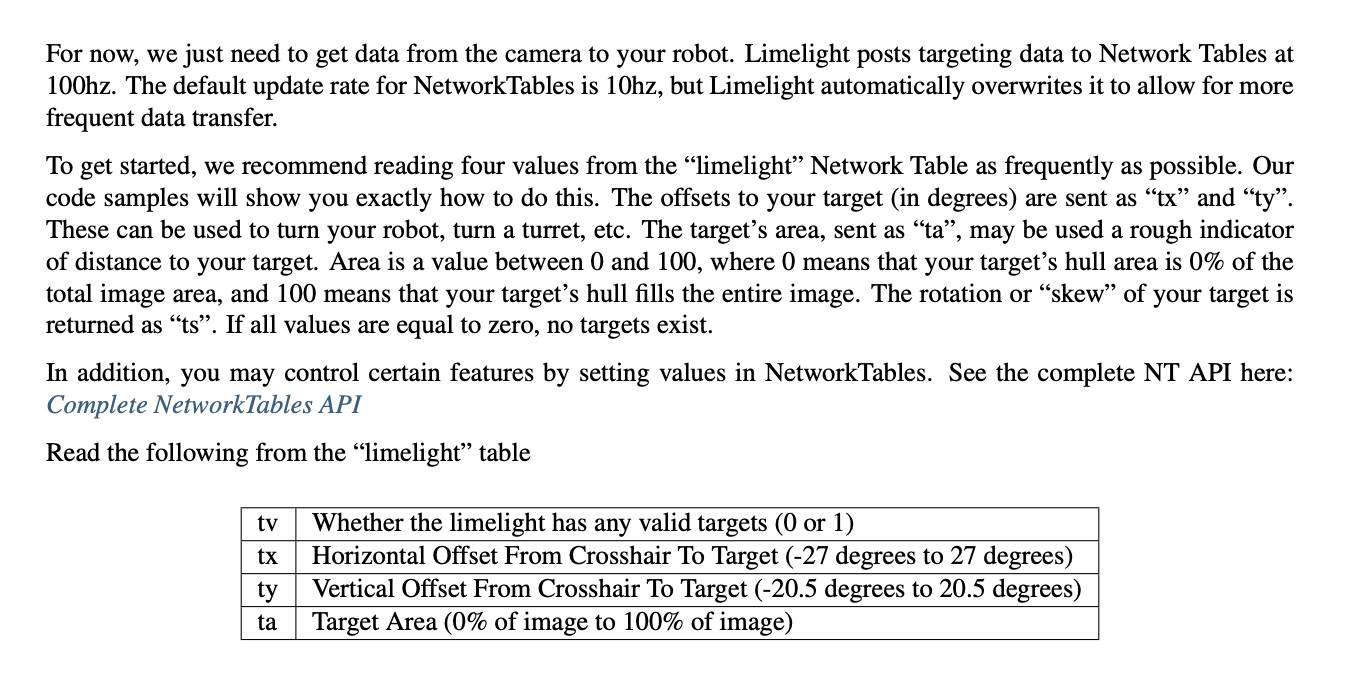 For now, we just need to get data from the camera to your robot. Limelight posts targeting data to Network Tables at
100hz. The default update rate for NetworkTables is 10hz, but Limelight automatically overwrites it to allow for more
frequent data transfer.
To get started, we recommend reading four values from the “limelight” Network Table as frequently as possible. Our
code samples will show you exactly how to do this. The offsets to your target (in degrees) are sent as “tx” and “ty”.
These can be used to turn your robot, turn a turret, etc. The target’s area, sent as “ta”, may be used a rough indicator
of distance to your target. Area is a value between 0 and 100, where 0 means that your target’s hull area is 0% of the
total image area, and 100 means that your target’s hull fills the entire image. The rotation or “skew” of your target is
returned as “ts”. If all values are equal to zero, no targets exist.
In addition, you may control certain features by setting values in NetworkTables. See the complete NT API here:
Complete NetworkTables API
Read the following from the “limelight” table
tv Whether the limelight has any valid targets (0 or 1)
tx Horizontal Offset From Crosshair To Target (-27 degrees to 27 degrees)
ty Vertical Offset From Crosshair To Target (-20.5 degrees to 20.5 degrees)
ta Target Area (0% of image to 100% of image)